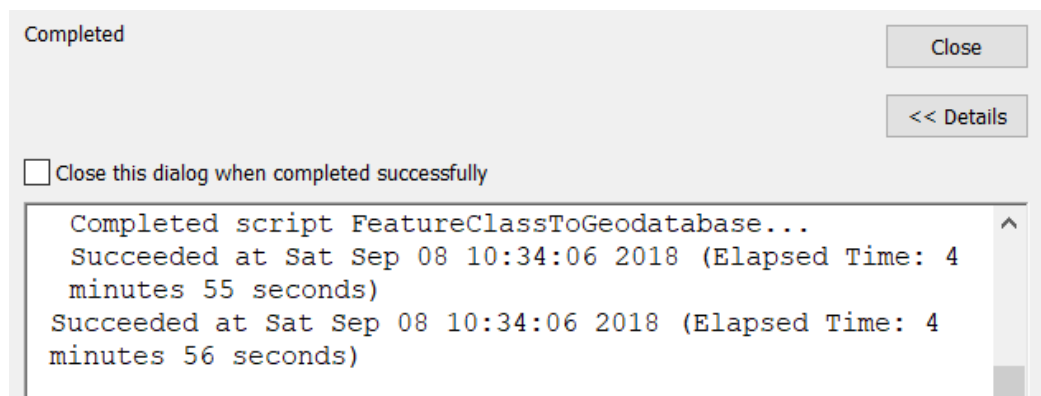 Completed
Close
<< Details
Close this dialog when completed successfully
Completed script FeatureClassToGeodatabase...
Succeeded at Sat Sep 08 10:34:06 2018 (Elapsed Time: 4
minutes 55 seconds)
Succeeded at Sat Sep 08 10:34:06 2018 (Elapsed Time: 4
minutes 56 seconds)